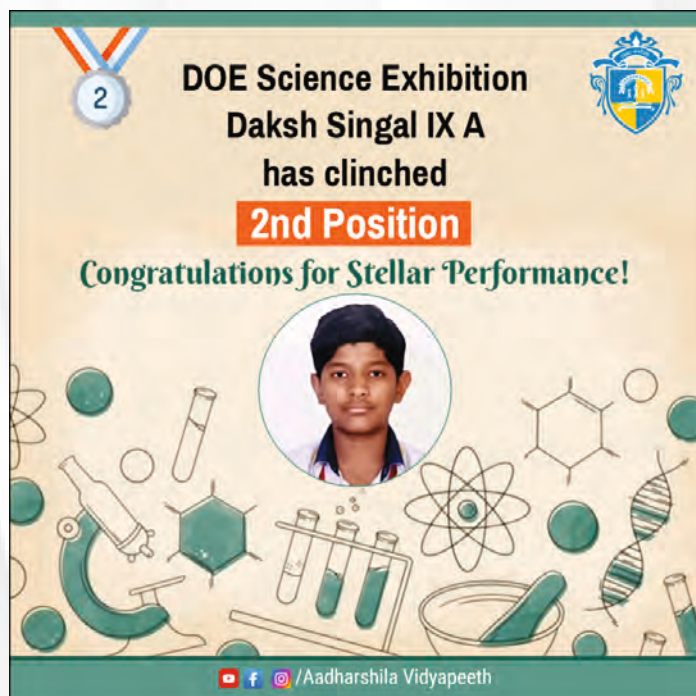 2
DOE Science Exhibition
Daksh Singal IX A
has clinched
2nd Position
Congratulations for Stellar Performance!
/Aadharshila Vidyapeeth